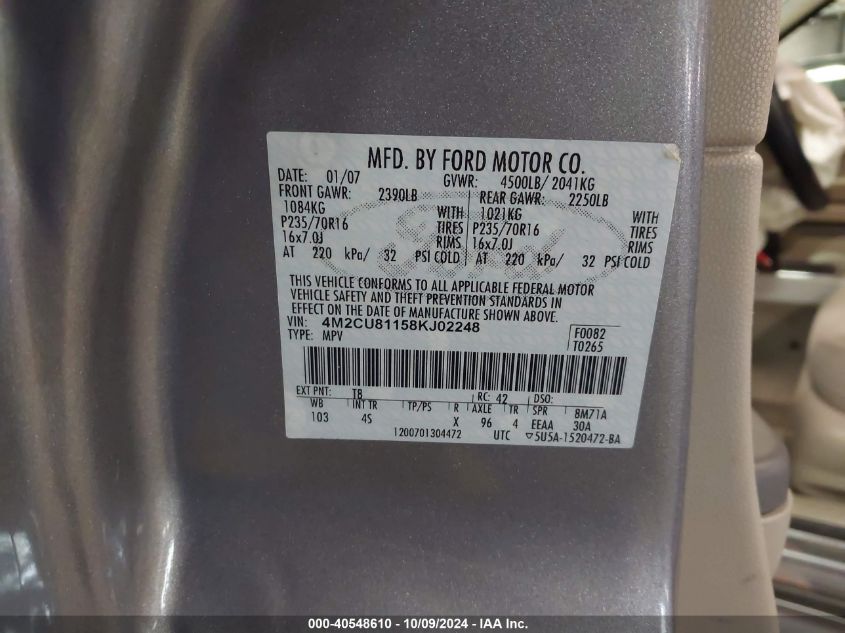 MFD. BY FORD MOTOR CO.
DATE: 01/07 GVWR: 4500LB/ 2041KG
FRONT GAWR: 2390LB REAR GAWR: 2250LB
1084KG WITH 1021KG WITH
P235/70R16 TIRES P235/70R16 TIRES
16x7.0J RIMS 16x7.0J RIMS
AT 220 kPa/ 32 PSI COLD AT 220 kPa/ 32 PSI COLD
Ford
THIS VEHICLE CONFORMS TO ALL APPLICABLE FEDERAL MOTOR
VEHICLE SAFETY AND THEFT PREVENTION STANDARDS IN
EFFECT ON THE DATE OF MANUFACTURE SHOWN ABOVE.
VIN: 4M2CU81158KJ02248 F0082
TYPE: MPV T0265
EXT PNT: T8 RC: 42 DSO:
WB INT TR TP/PS R AXLE TR SPR BM71A
103 4S X 96 4 EEAA 30A
1200701304472 UTC ▽5U5A-1520472-BA
000-40548610 - 10/09/2024 - IAA Inc.